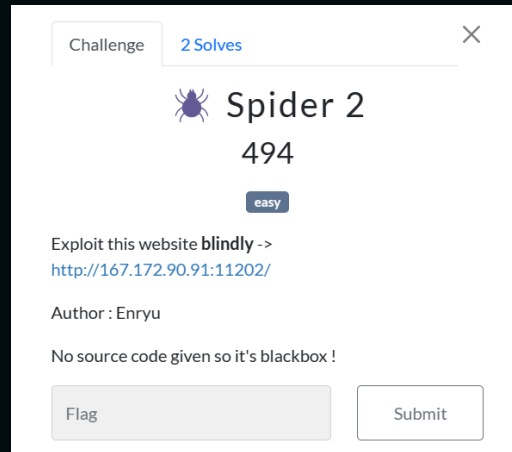 Challenge
2 Solves
Spider 2
494
easy
Exploit this website blindly ->
http://167.172.90.91:11202/
Author : Enryu
No source code given so it's blackbox !
Flag
Submit